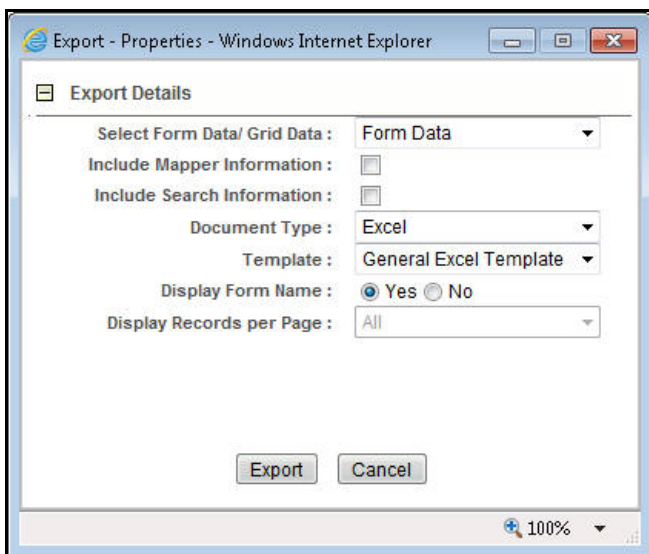 Export - Properties - Windows Internet Explorer
Export Details
Select Form Data/ Grid Data : Form Data
Include Mapper Information :
Include Search Information :
Document Type : Excel
Template : General Excel Template
Display Form Name : Yes No
Display Records per Page : All
Export Cancel
100%